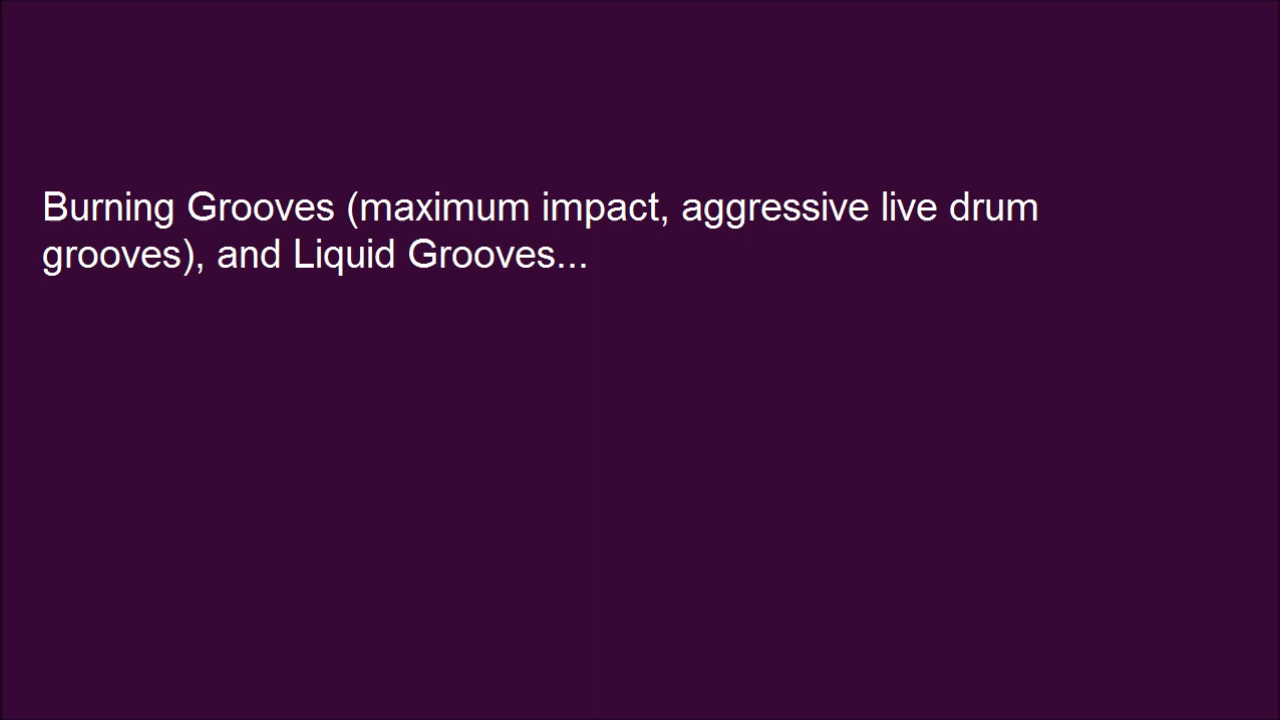 Burning Grooves (maximum impact, aggressive live drum
grooves), and Liquid Grooves...